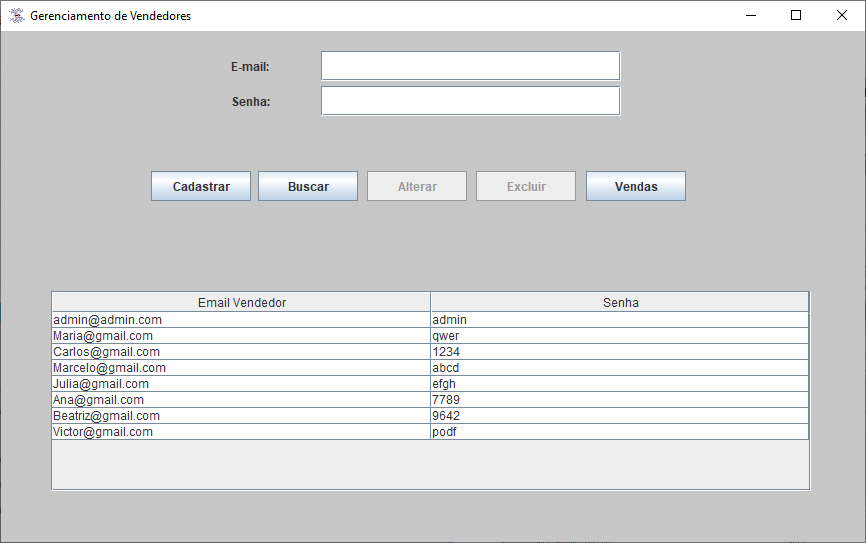 Gerenciamento de Vendedores
E-mail:
Senha:
Cadastrar Buscar Alterar Excluir Vendas
Email Vendedor Senha
admin@admin.com admin
Maria@gmail.com qwer
Carlos@gmail.com 1234
Marcelo@gmail.com abcd
Julia@gmail.com efgh
Ana@gmail.com 7789
Beatriz@gmail.com 9642
Victor@gmail.com podf